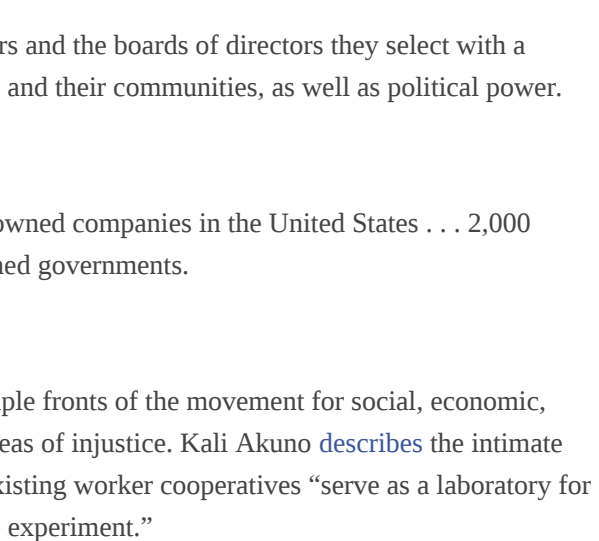 rs and the boards of directors they select with a
and their communities, as well as political power.
owned companies in the United States . . . 2,000
ned governments.
ple fronts of the movement for social, economic,
eas of injustice. Kali Akuno describes the intimate
xisting worker cooperatives “serve as a laboratory for
experiment.”